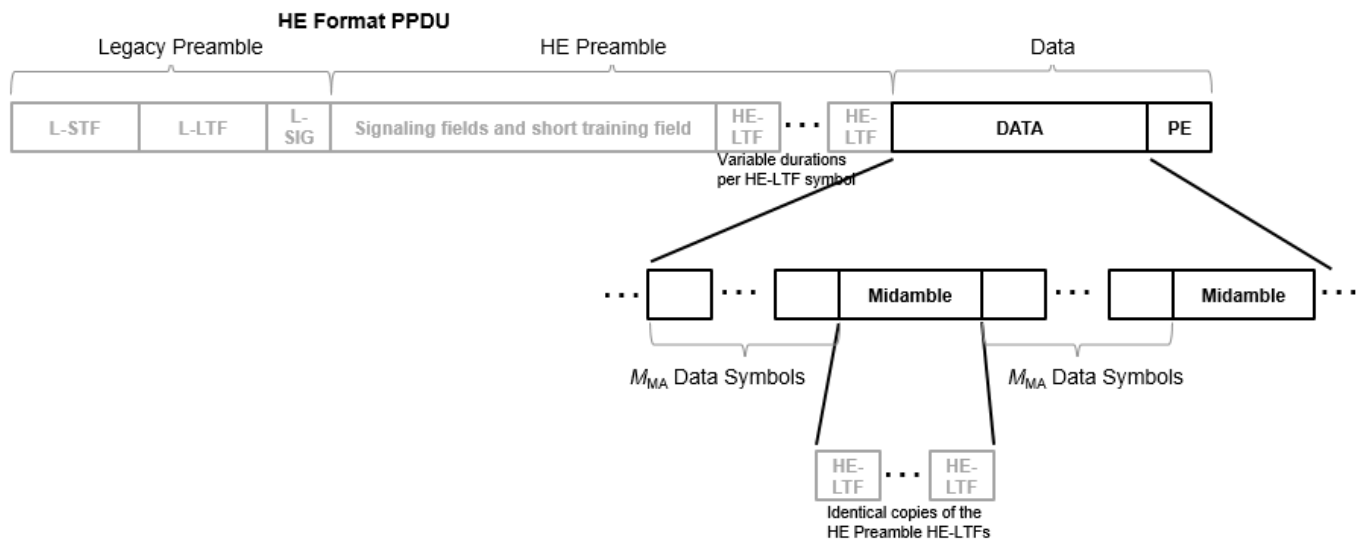 HE Format PPDU
Legacy Preamble
HE Preamble
Data
L-STF
L-LTF
L-
SIG
Signaling fields and short training field
HE-
LTF
...
HE-
LTF
DATA
PE
Variable durations
per HE-LTF symbol
...
...
Midamble
...
Midamble
...
MMA Data Symbols
MMA Data Symbols
HE-
LTF
...
HE-
LTF
Identical copies of the
HE Preamble HE-LTFs